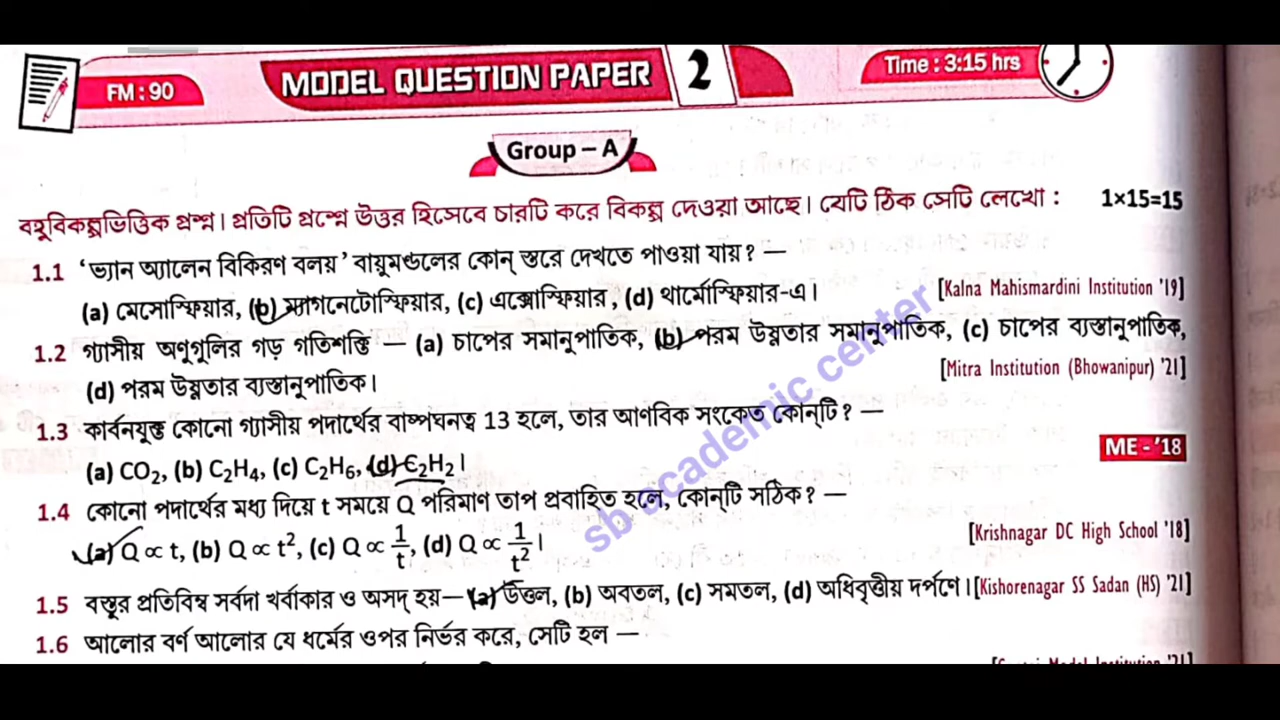 FM : 90
MODEL QUESTION PAPER 2
Time : 3:15 hrs
Group – A
বহুবিকল্পভিত্তিক প্রশ্ন। প্রতিটি প্রশ্নে উত্তর হিসেবে চারটি করে বিকল্প দেওয়া আছে। যেটি ঠিক সেটি লেখো : 1×15=15
1.1 ‘ভ্যান অ্যালেন বিকিরণ বলয়’ বায়ুমণ্ডলের কোন্ স্তরে দেখতে পাওয়া যায়? —
(a) মেসোস্ফিয়ার, (b) ম্যাগনেটোস্ফিয়ার, (c) এক্সোস্ফিয়ার, (d) থার্মোস্ফিয়ার-এ। [Kalna Mahismardini Institution '19]
1.2 গ্যাসীয় অণুগুলির গড় গতিশক্তি — (a) চাপের সমানুপাতিক, (b) পরম উষ্ণতার সমানুপাতিক, (c) চাপের ব্যস্তানুপাতিক,
(d) পরম উষ্ণতার ব্যস্তানুপাতিক। [Mitra Institution (Bhowanipur) '21]
1.3 কার্বনযুক্ত কোনো গ্যাসীয় পদার্থের বাষ্পঘনত্ব 13 হলে, তার আণবিক সংকেত কোন্‌টি? —
(a) CO₂, (b) C₂H₄, (c) C₂H₆, (d) C₂H₂। ME - '18
1.4 কোনো পদার্থের মধ্য দিয়ে t সময়ে Q পরিমাণ তাপ প্রবাহিত হলে, কোন্‌টি সঠিক? —
(a) Q ∝ t, (b) Q ∝ t², (c) Q ∝ 1/t, (d) Q ∝ 1/t²। [Krishnagar DC High School '18]
1.5 বস্তুর প্রতিবিম্ব সর্বদা খর্বাকার ও অসদ্ হয়— (a) উত্তল, (b) অবতল, (c) সমতল, (d) অধিবৃত্তীয় দর্পণে। [Kishorenagar SS Sadan (HS) '21]
1.6 আলোর বর্ণ আলোর যে ধর্মের ওপর নির্ভর করে, সেটি হল —
sb academic center